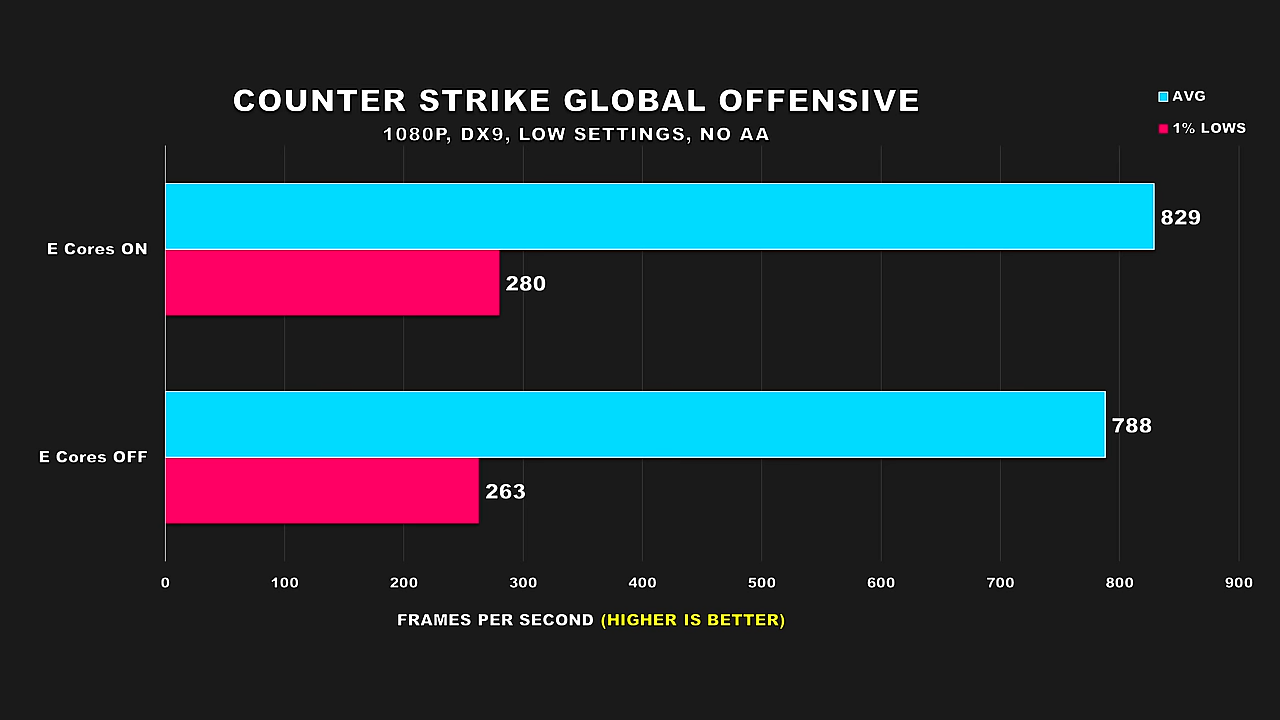 COUNTER STRIKE GLOBAL OFFENSIVE
1080P, DX9, LOW SETTINGS, NO AA
AVG
1% LOWS
E Cores ON
829
280
E Cores OFF
788
263
0 100 200 300 400 500 600 700 800 900
FRAMES PER SECOND (HIGHER IS BETTER)